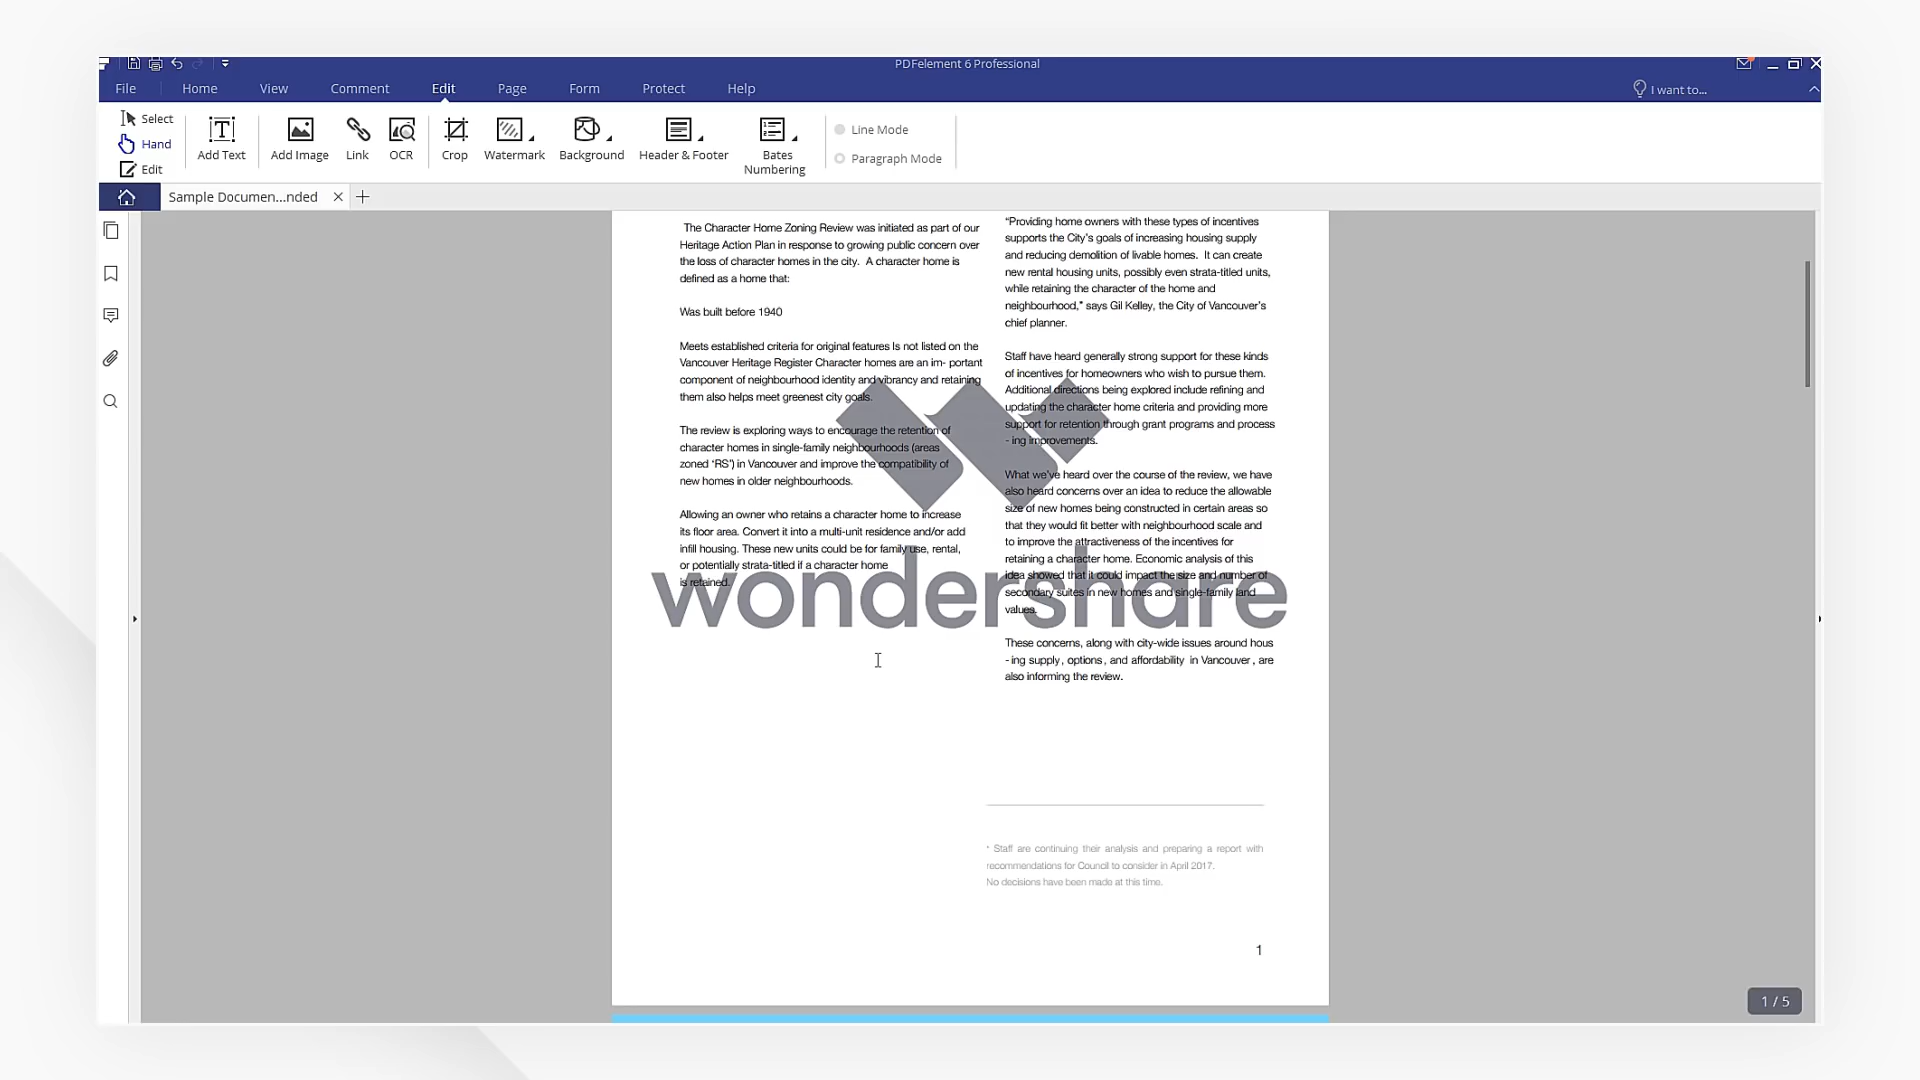 PDFelement 6 Professional
File Home View Comment Edit Page Form Protect Help I want to...
Select
Hand
Edit
Add Text
Add Image
Link
OCR
Crop
Watermark
Background
Header & Footer
Bates
Numbering
Line Mode
Paragraph Mode
Sample Documen...nded
The Character Home Zoning Review was initiated as part of our
Heritage Action Plan in response to growing public concern over
the loss of character homes in the city. A character home is
defined as a home that:
Was built before 1940
Meets established criteria for original features Is not listed on the
Vancouver Heritage Register Character homes are an im- portant
component of neighbourhood identity and vibrancy and retaining
them also helps meet greenest city goals.
The review is exploring ways to encourage the retention of
character homes in single-family neighbourhoods (areas
zoned “RS”) in Vancouver and improve the compatibility of
new homes in older neighbourhoods.
Allowing an owner who retains a character home to increase
its floor area. Convert it into a multi-unit residence and/or add
infill housing. These new units could be for family use, rental,
or potentially strata-titled if a character home
is retained.
“Providing home owners with these types of incentives
supports the City’s goals of increasing housing supply
and reducing demolition of livable homes. It can create
new rental housing units, possibly even strata-titled units,
while retaining the character of the home and
neighbourhood,” says Gil Kelley, the City of Vancouver’s
chief planner.
Staff have heard generally strong support for these kinds
of incentives for homeowners who wish to pursue them.
Additional directions being explored include refining and
updating the character home criteria and providing more
support for retention through grant programs and process
- ing improvements.
What we’ve heard over the course of the review, we have
also heard concerns over an idea to reduce the allowable
size of new homes being constructed in certain areas so
that they would fit better with neighbourhood scale and
to improve the attractiveness of the incentives for
retaining a character home. Economic analysis of this
idea showed that it could impact the size and number of
secondary suites in new homes and single-family land
values.
These concerns, along with city-wide issues around hous
- ing supply, options, and affordability in Vancouver, are
also informing the review.
wondershare
* Staff are continuing their analysis and preparing a report with
recommendations for Council to consider in April 2017.
No decisions have been made at this time.
1
1 / 5